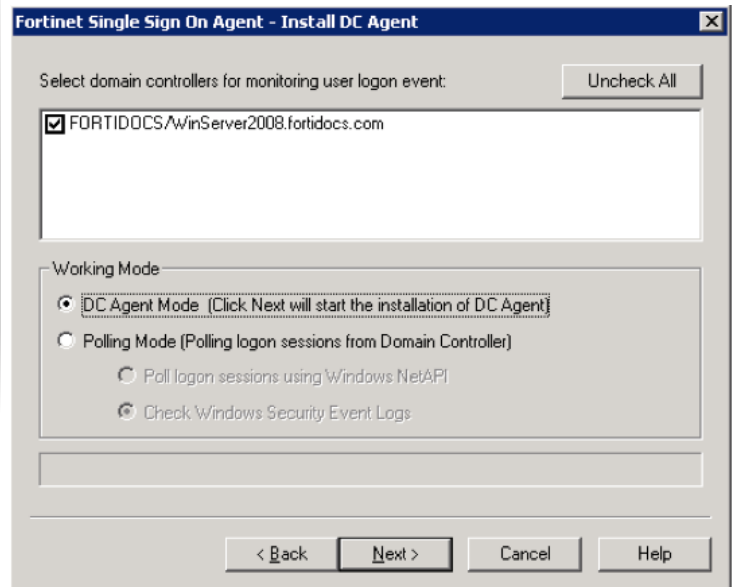 Fortinet Single Sign On Agent - Install DC Agent
Select domain controllers for monitoring user logon event:
Uncheck All
FORTIDOCS/WinServer2008.fortidocs.com
Working Mode
DC Agent Mode (Click Next will start the installation of DC Agent)
Polling Mode (Polling logon sessions from Domain Controller)
Poll logon sessions using Windows NetAPI
Check Windows Security Event Logs
< Back
Next >
Cancel
Help